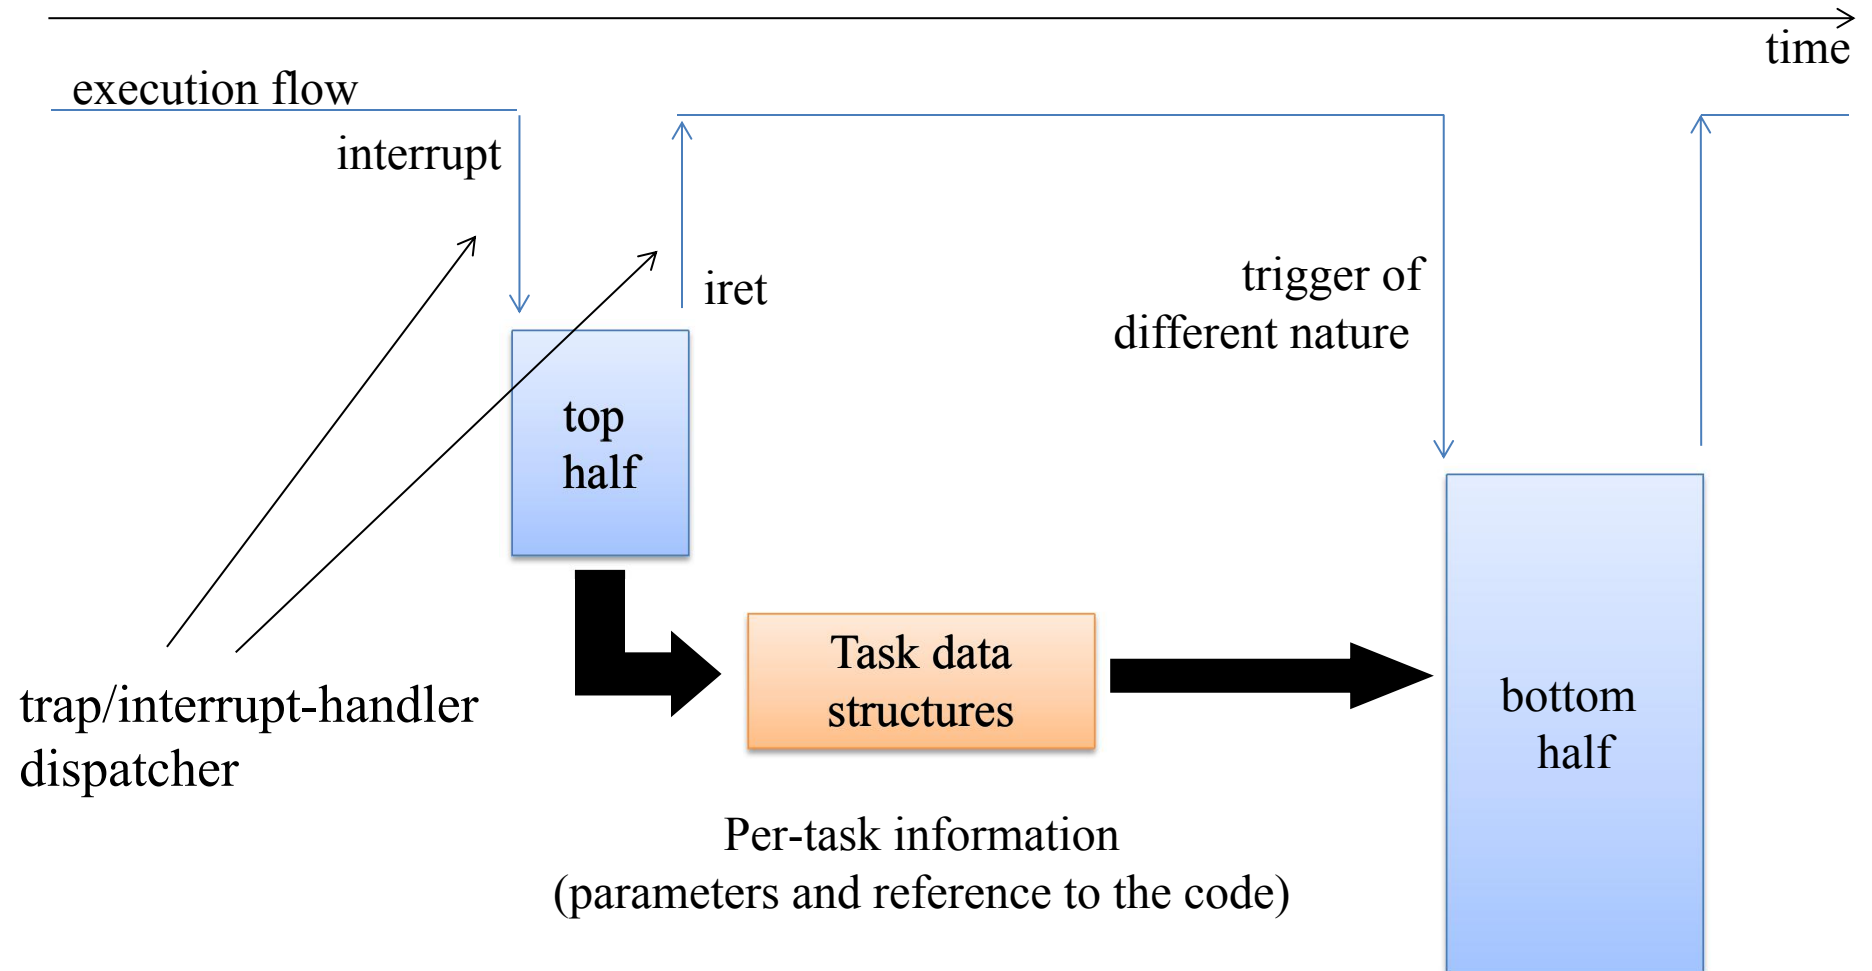 time
execution flow
interrupt
iret
trigger of
different nature
top
half
Task data
structures
trap/interrupt-handler
dispatcher
bottom
half
Per-task information
(parameters and reference to the code)